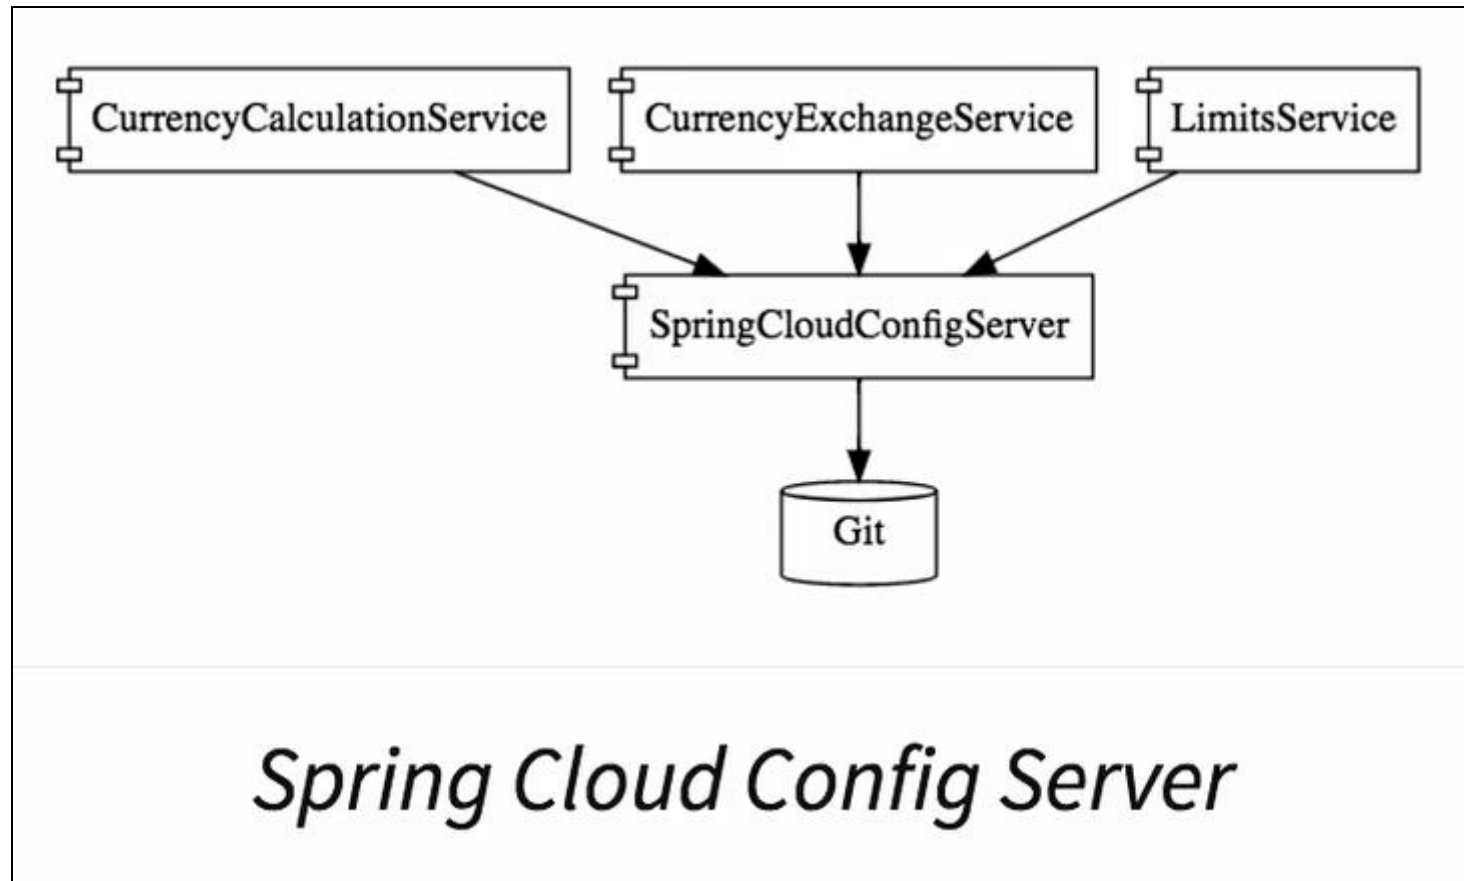 CurrencyCalculationService
CurrencyExchangeService
LimitsService
SpringCloudConfigServer
Git
Spring Cloud Config Server